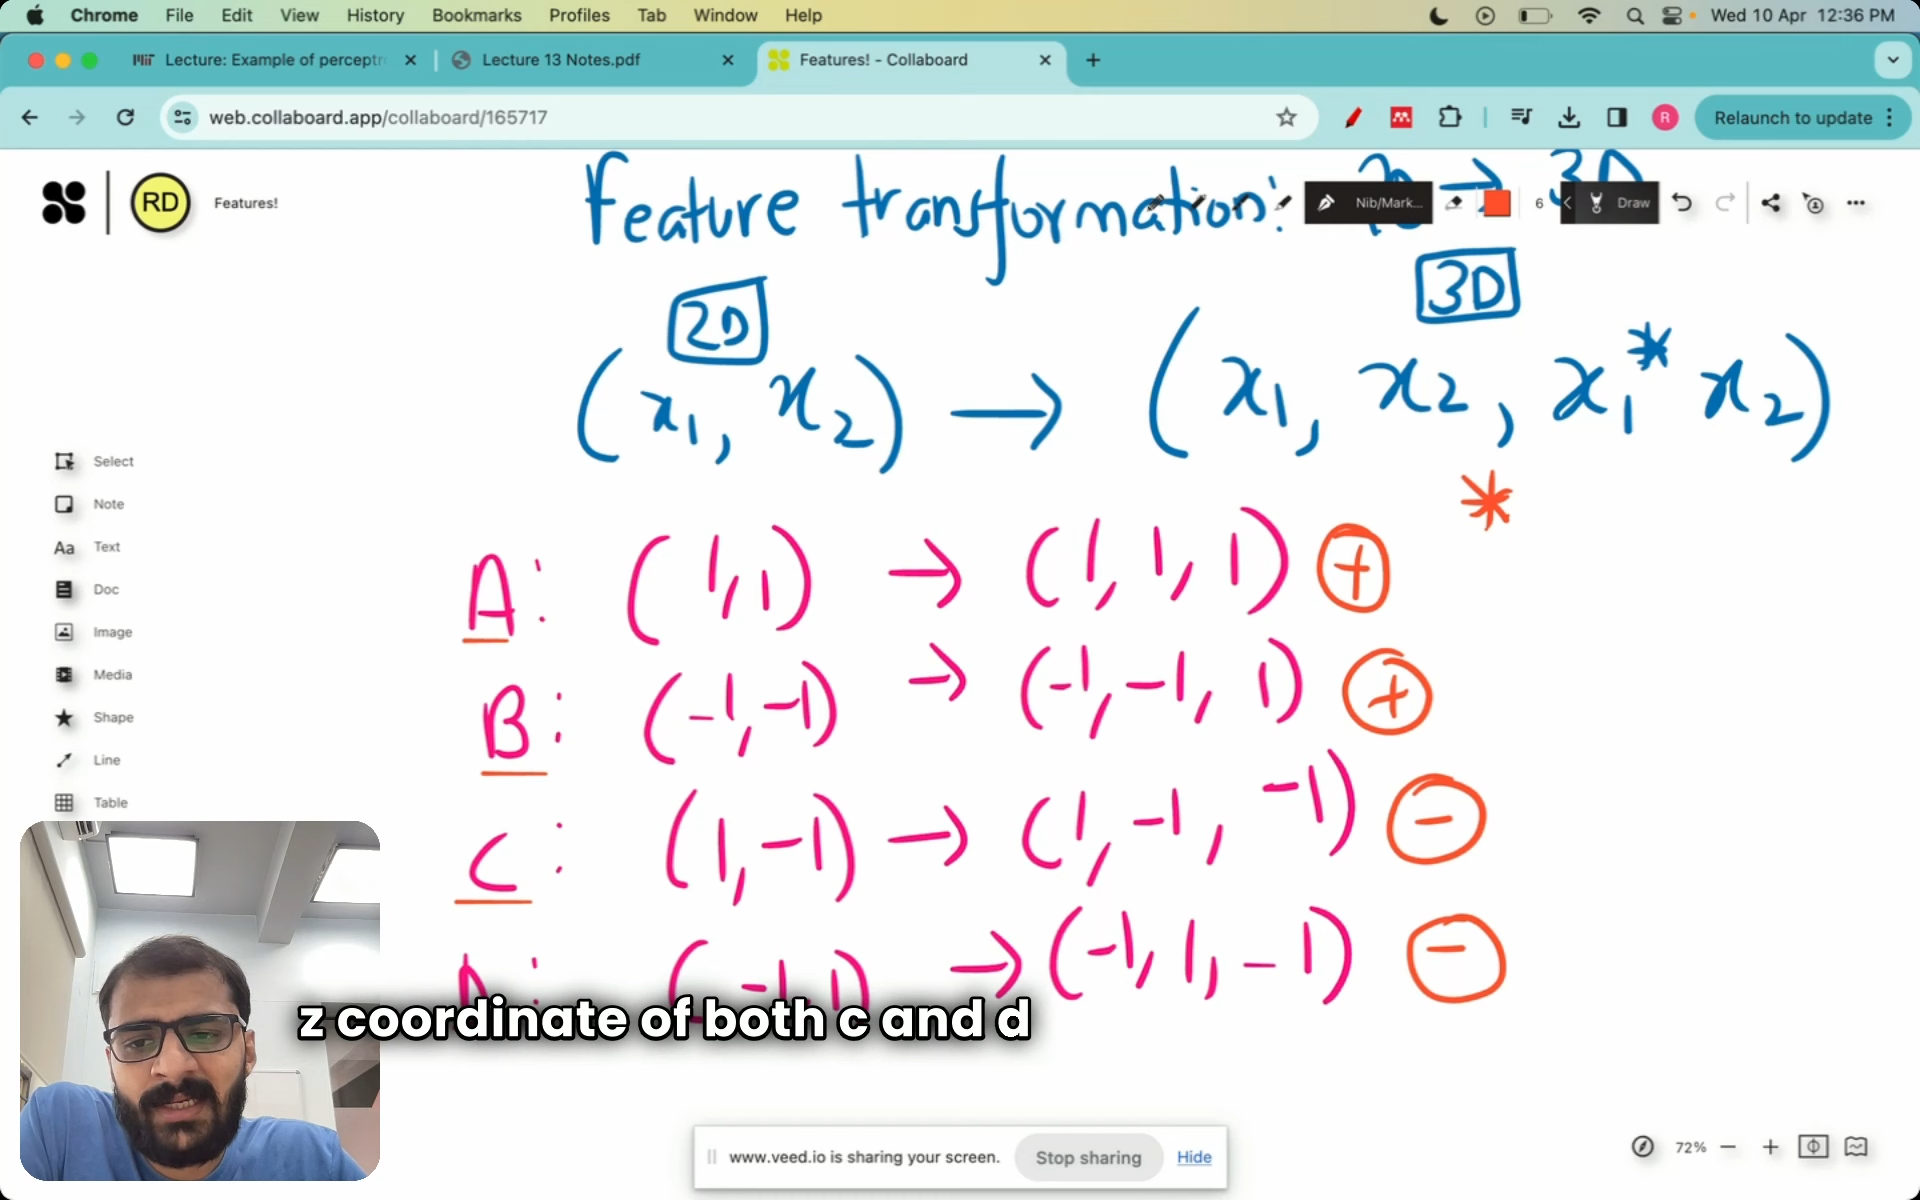 Chrome File Edit View History Bookmarks Profiles Tab Window Help Wed 10 Apr 12:36 PM
Lecture: Example of perceptr Lecture 13 Notes.pdf Features! - Collaboard
web.collaboard.app/collaboard/165717 R Relaunch to update
RD Features! Nib/Mark... 6 Draw
Feature transformation: 2D → 3D
2D 3D
(x1, x2) → (x1, x2, x1 * x2)
*
A: (1, 1) → (1, 1, 1) +
B: (-1, -1) → (-1, -1, 1) +
C: (1, -1) → (1, -1, -1) -
D: (-1, 1) → (-1, 1, -1) -
Select
Note
Text
Doc
Image
Media
Shape
Line
Table
z coordinate of both c and d
www.veed.io is sharing your screen. Stop sharing Hide
72%